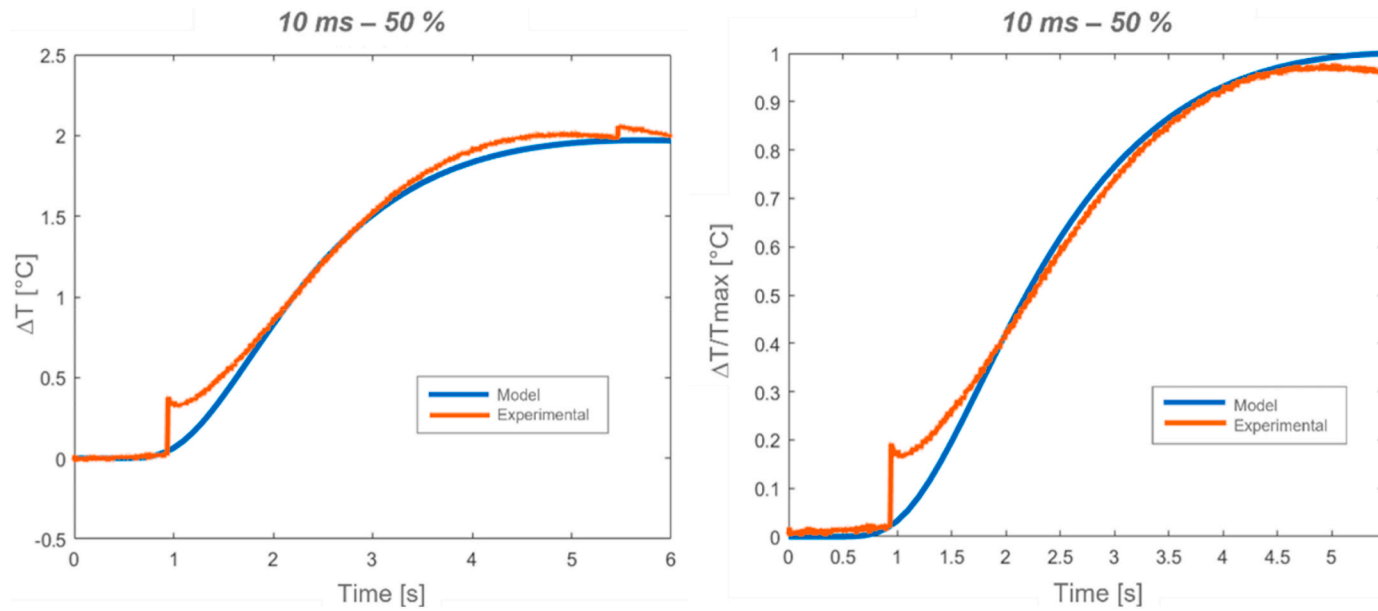 10 ms – 50 %
2.5
2
1.5
1
0.5
0
-0.5
ΔT [°C]
0 1 2 3 4 5 6
Time [s]
Model
Experimental
10 ms – 50 %
1
0.9
0.8
0.7
0.6
0.5
0.4
0.3
0.2
0.1
0
ΔT/Tmax [°C]
0 0.5 1 1.5 2 2.5 3 3.5 4 4.5 5
Time [s]
Model
Experimental